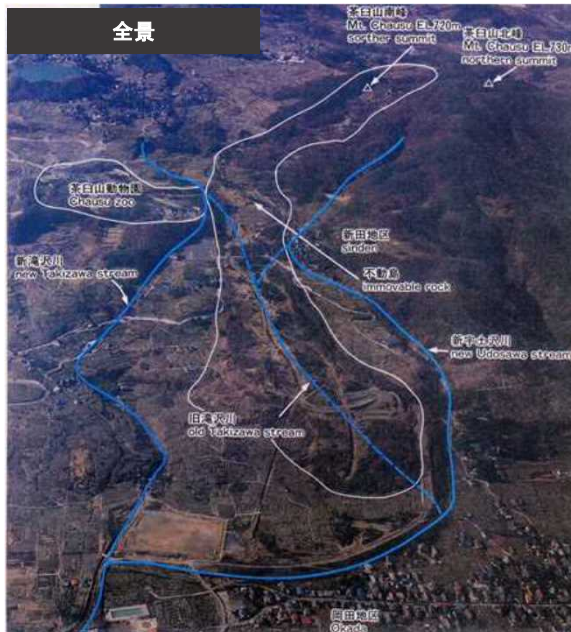 全景
茶臼山南峰
Mt. Chausu EL.720m
sorther summit
茶臼山北峰
Mt. Chausu EL.730m
northern summit
茶臼山動物園
Chausu zoo
新田地区
sinden
新滝沢川
new Takizawa stream
不動島
immovable rock
新宇土沢川
new Udosawa stream
旧滝沢川
old Takizawa stream
岡田地区
Okada